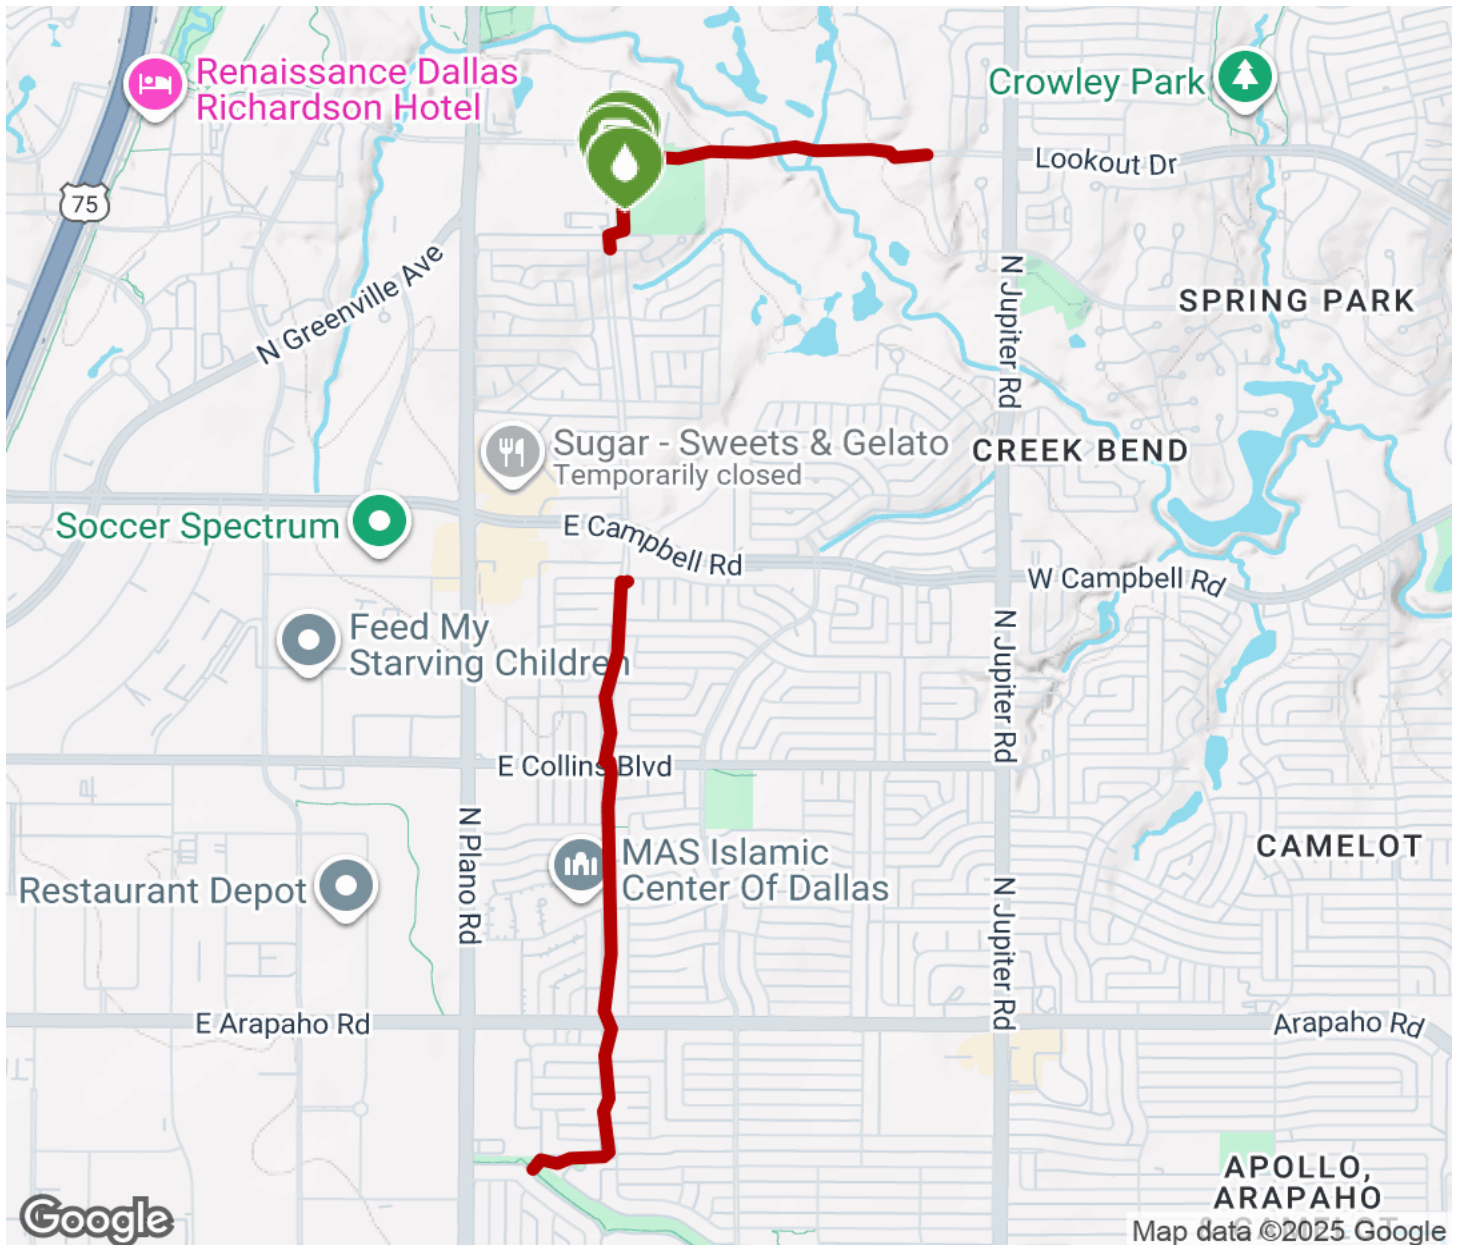 Renaissance Dallas
Richardson Hotel
Crowley Park
Lookout Dr
75
N Greenville Ave
N Jupiter Rd
SPRING PARK
Sugar - Sweets & Gelato
Temporarily closed
CREEK BEND
Soccer Spectrum
E Campbell Rd
W Campbell Rd
Feed My
Starving Children
N Jupiter Rd
E Collins Blvd
N Plano Rd
MAS Islamic
Center Of Dallas
CAMELOT
Restaurant Depot
N Jupiter Rd
E Arapaho Rd
Arapaho Rd
APOLLO,
ARAPAHO
Google
Map data ©2025 Google